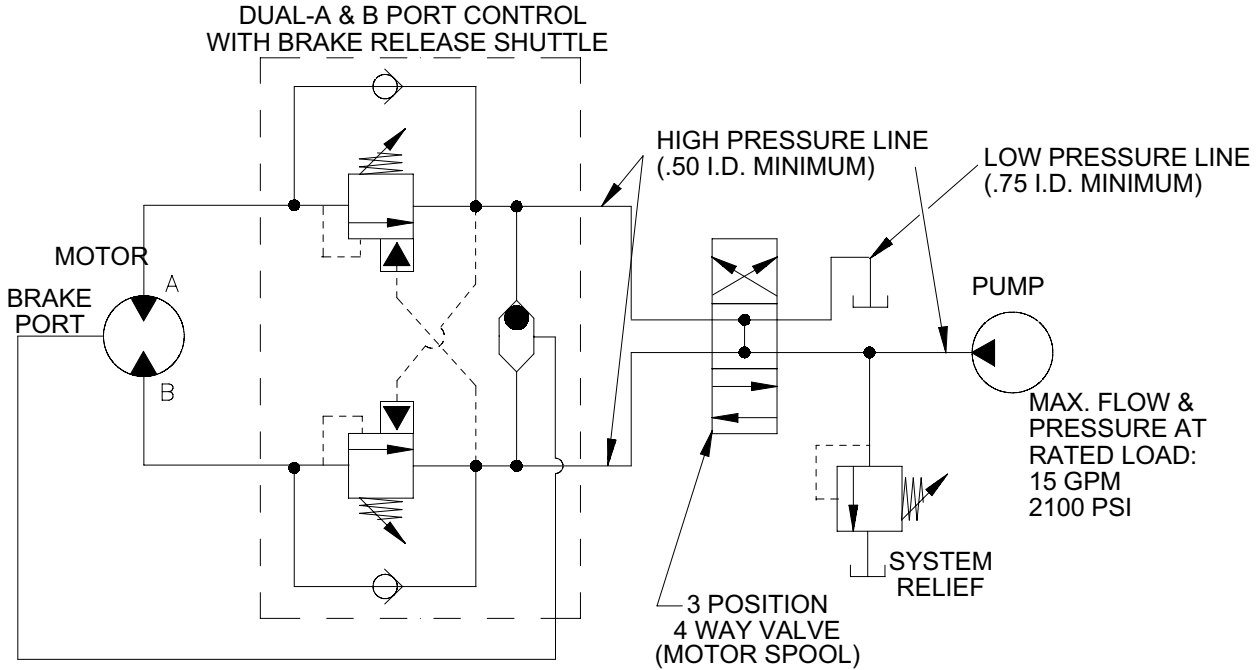 DUAL-A & B PORT CONTROL
WITH BRAKE RELEASE SHUTTLE
HIGH PRESSURE LINE
(.50 I.D. MINIMUM)
LOW PRESSURE LINE
(.75 I.D. MINIMUM)
MOTOR
A
BRAKE
PORT
B
PUMP
MAX. FLOW &
PRESSURE AT
RATED LOAD:
15 GPM
2100 PSI
SYSTEM
RELIEF
3 POSITION
4 WAY VALVE
(MOTOR SPOOL)